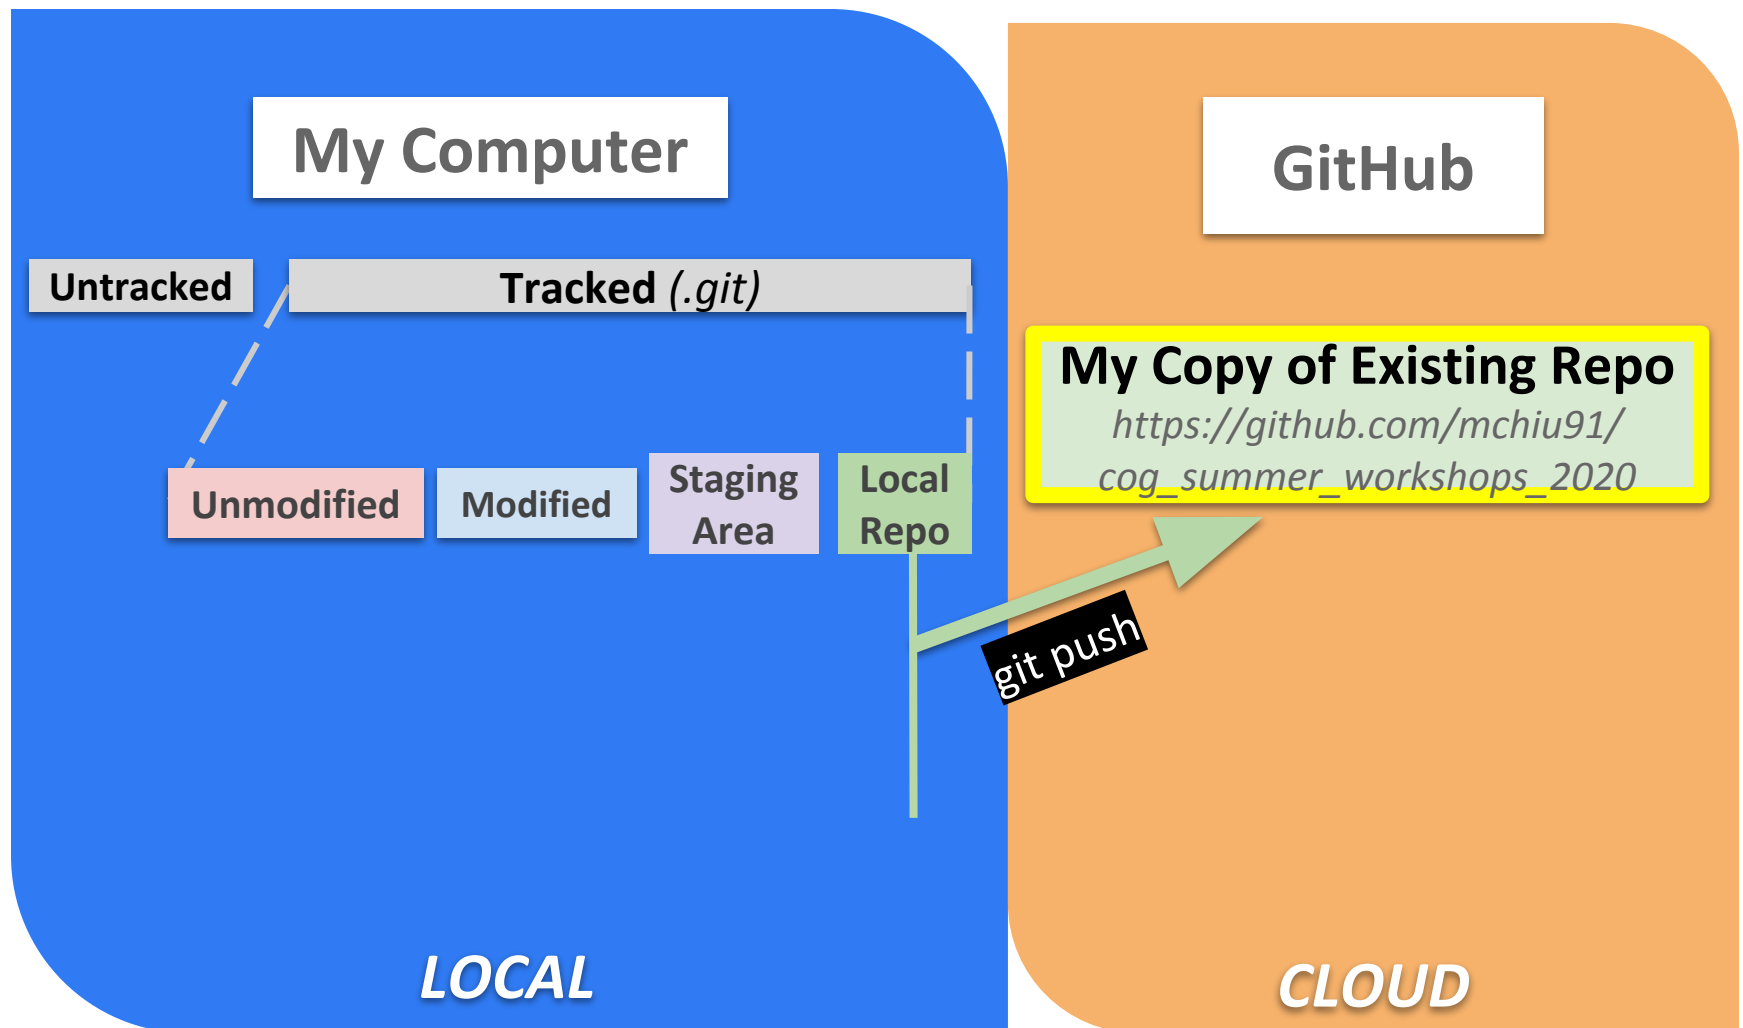 My Computer
GitHub
Untracked
Tracked (.git)
My Copy of Existing Repo
https://github.com/mchiu91/
cog_summer_workshops_2020
Unmodified
Modified
Staging
Area
Local
Repo
git push
LOCAL
CLOUD